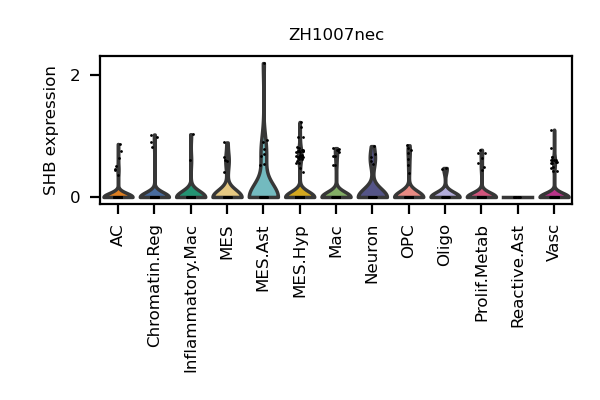 ZH1007nec
SHB expression
2
0
AC
Chromatin.Reg
Inflammatory.Mac
MES
MES.Ast
MES.Hyp
Mac
Neuron
OPC
Oligo
Prolif.Metab
Reactive.Ast
Vasc